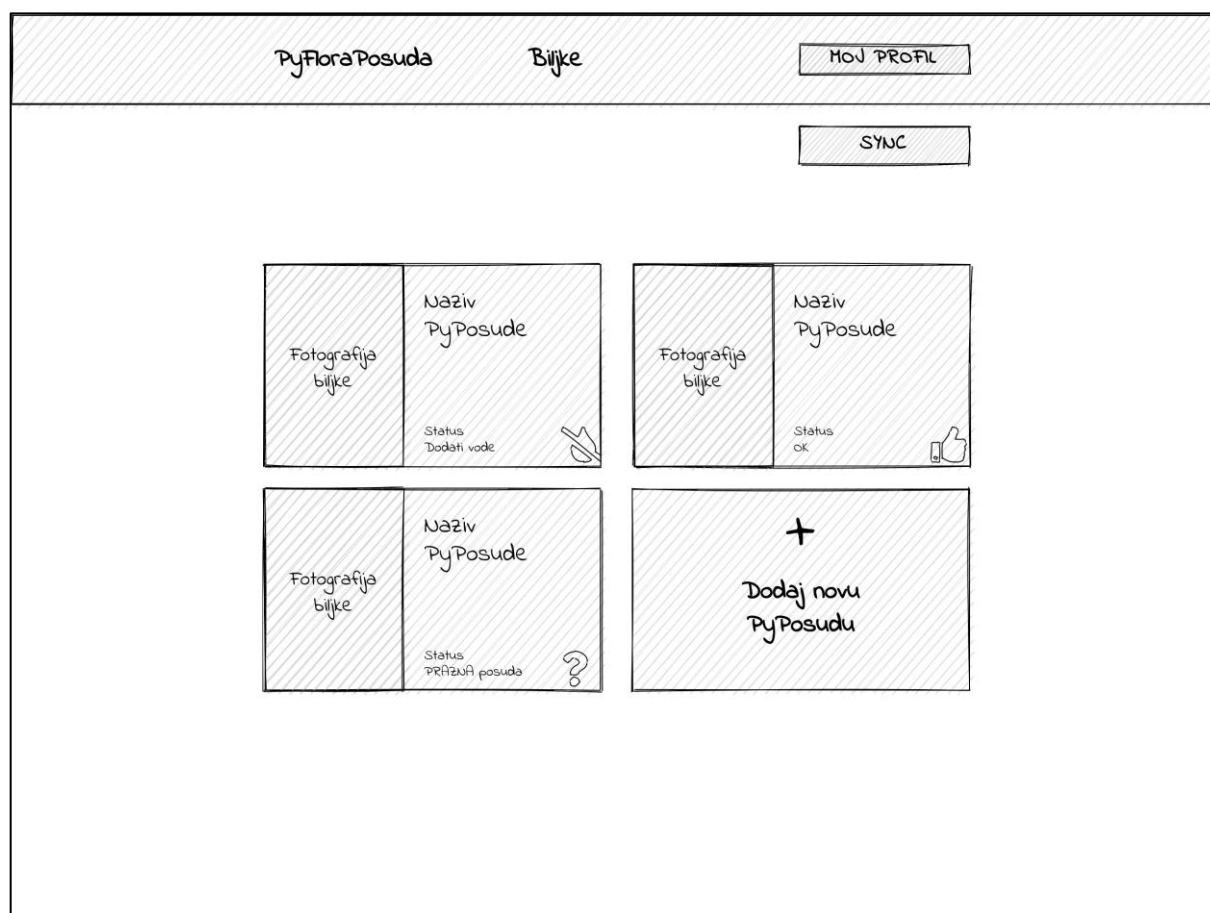 PyFloraPosuda
Biljke
MOJ PROFIL
SYNC
Fotografija
biljke
Naziv
PyPosude
Status
Dodati vode
Fotografija
biljke
Naziv
PyPosude
Status
OK
Fotografija
biljke
Naziv
PyPosude
Status
PRAZNA posuda
+
Dodaj novu
PyPosudu